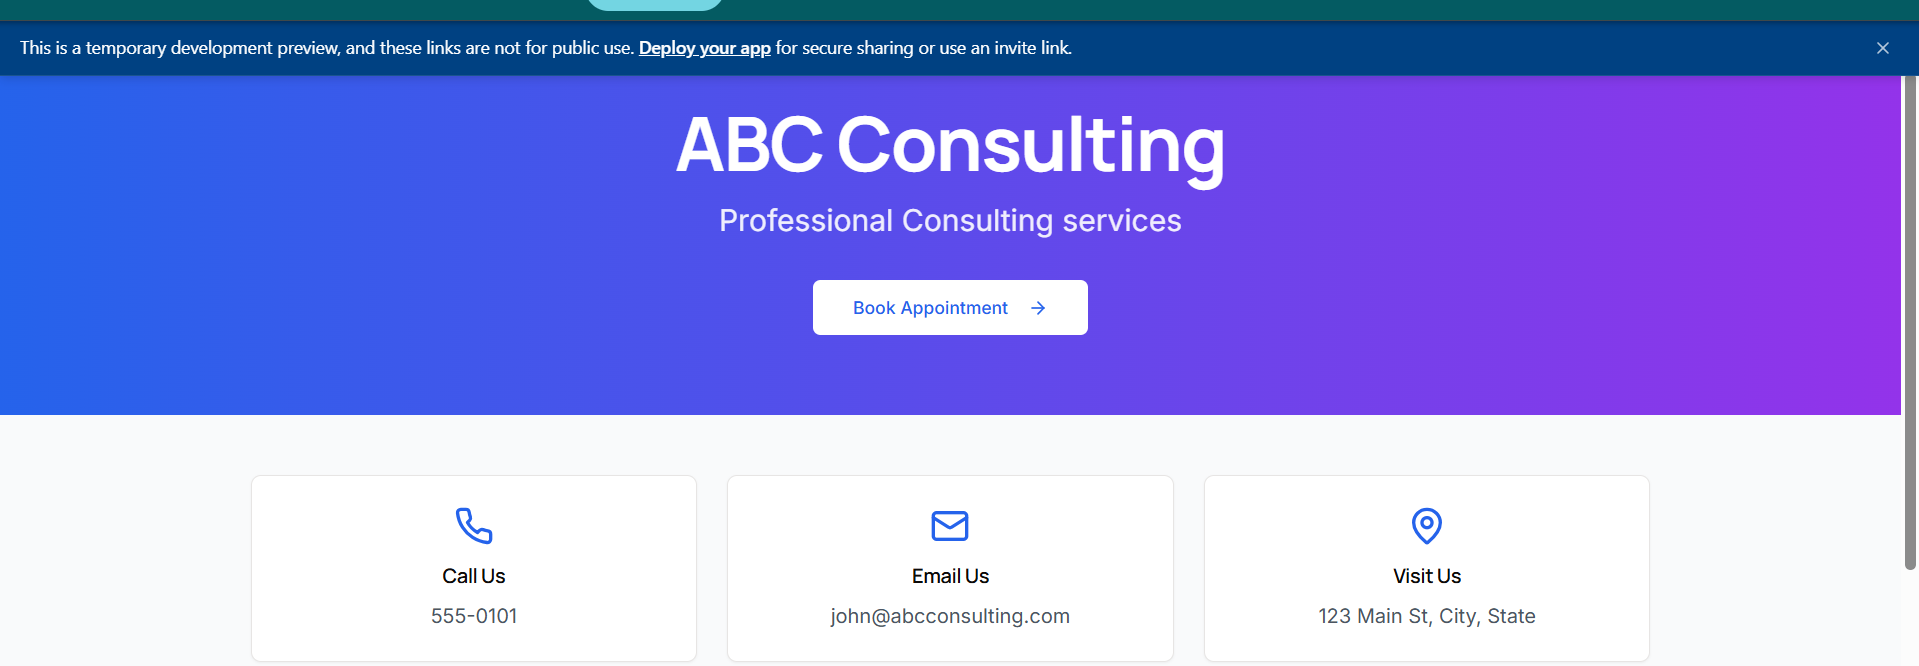 This is a temporary development preview, and these links are not for public use. Deploy your app for secure sharing or use an invite link.
ABC Consulting
Professional Consulting services
Book Appointment
Call Us
555-0101
Email Us
john@abcconsulting.com
Visit Us
123 Main St, City, State